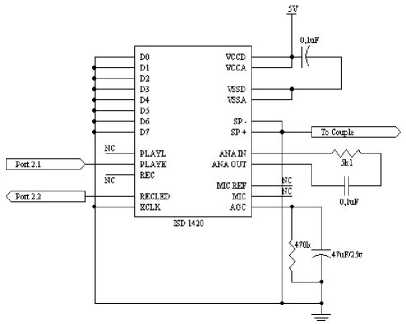 5V
0,1uF
D0 VCCD
D1 VCCA
D2
D3 VSSD
D4 VSSA
D5
D6 SP-
D7 SP+
To Couple
NC PLAYL ANA IN
5k1
Port 2.1 PLAYE ANA OUT
NC REC
MIC REF NC
0,1uF
Port 2.2 RECLED MIC NC
XCLK AGC
ISD 1420
470k
47uF/25v